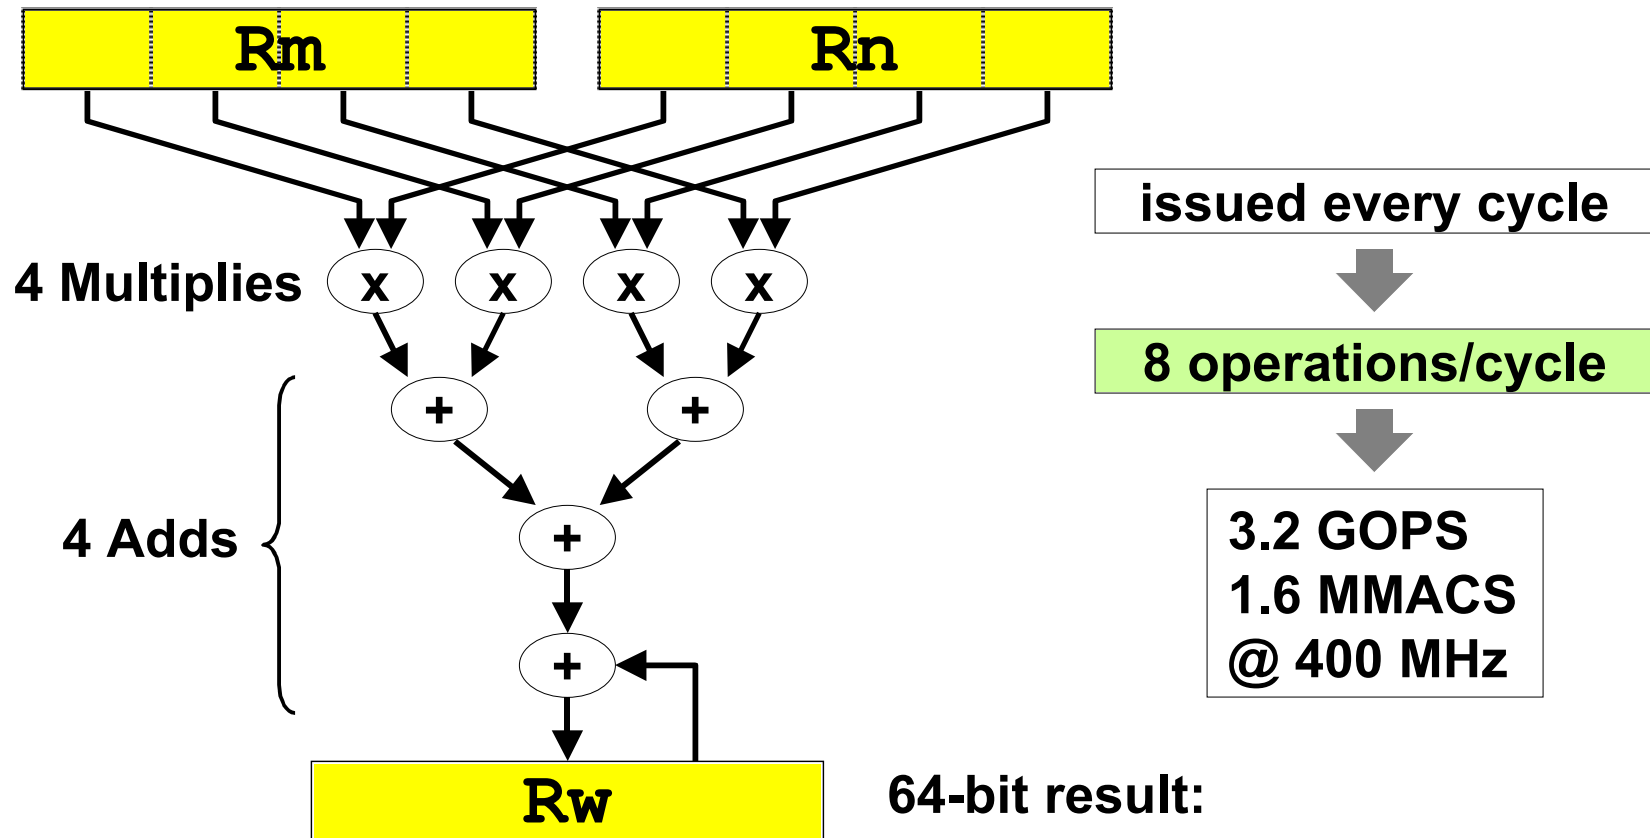 Rm
Rn
issued every cycle
4 Multiplies
x
x
x
x
8 operations/cycle
+
+
4 Adds
+
3.2 GOPS
1.6 MMACS
@ 400 MHz
+
Rw
64-bit result: